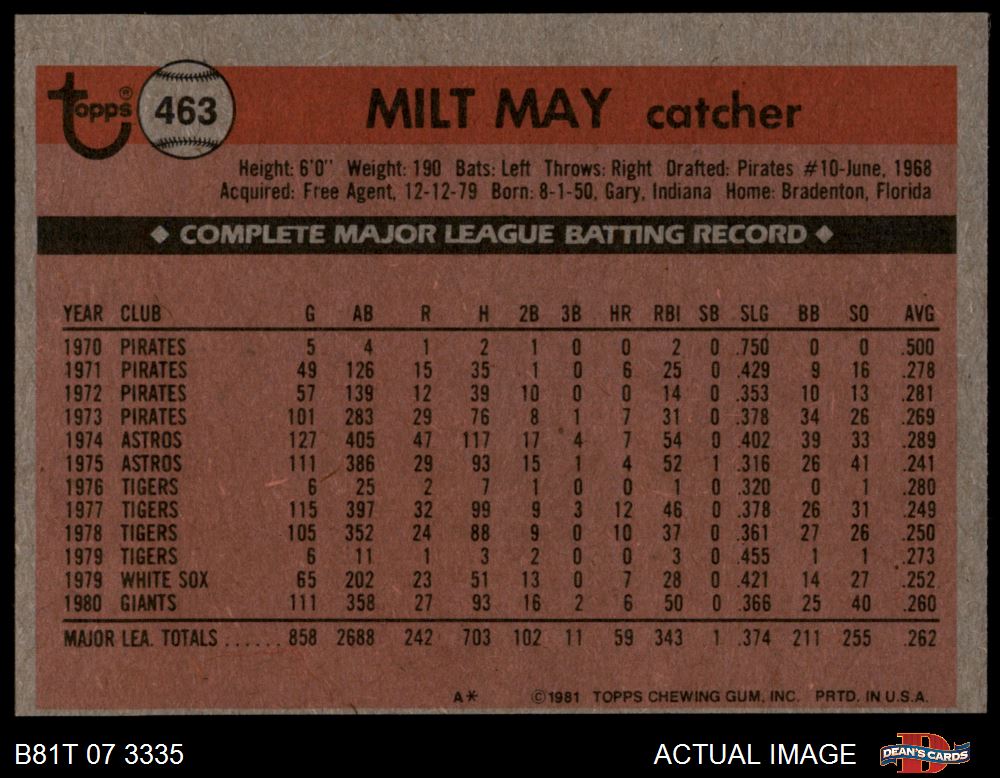 topps® 463 MILT MAY catcher
Height: 6'0" Weight: 190 Bats: Left Throws: Right Drafted: Pirates #10-June, 1968
Acquired: Free Agent, 12-12-79 Born: 8-1-50, Gary, Indiana Home: Bradenton, Florida
◆ COMPLETE MAJOR LEAGUE BATTING RECORD ◆
YEAR CLUB G AB R H 2B 3B HR RBI SB SLG BB SO AVG
1970 PIRATES 5 4 1 2 1 0 0 2 0 .750 0 0 .500
1971 PIRATES 49 126 15 35 1 0 6 25 0 .429 9 16 .278
1972 PIRATES 57 139 12 39 10 0 0 14 0 .353 10 13 .281
1973 PIRATES 101 283 29 76 8 1 7 31 0 .378 34 26 .269
1974 ASTROS 127 405 47 117 17 4 7 54 0 .402 39 33 .289
1975 ASTROS 111 386 29 93 15 1 4 52 1 .316 26 41 .241
1976 TIGERS 6 25 2 7 1 0 0 1 0 .320 0 1 .280
1977 TIGERS 115 397 32 99 9 3 12 46 0 .378 26 31 .249
1978 TIGERS 105 352 24 88 9 0 10 37 0 .361 27 26 .250
1979 TIGERS 6 11 1 3 2 0 0 3 0 .455 1 1 .273
1979 WHITE SOX 65 202 23 51 13 0 7 28 0 .421 14 27 .252
1980 GIANTS 111 358 27 93 16 2 6 50 0 .366 25 40 .260
MAJOR LEA. TOTALS ...... 858 2688 242 703 102 11 59 343 1 .374 211 255 .262
A* ©1981 TOPPS CHEWING GUM, INC. PRTD. IN U.S.A.
B81T 07 3335 ACTUAL IMAGE DEAN'S CARDS